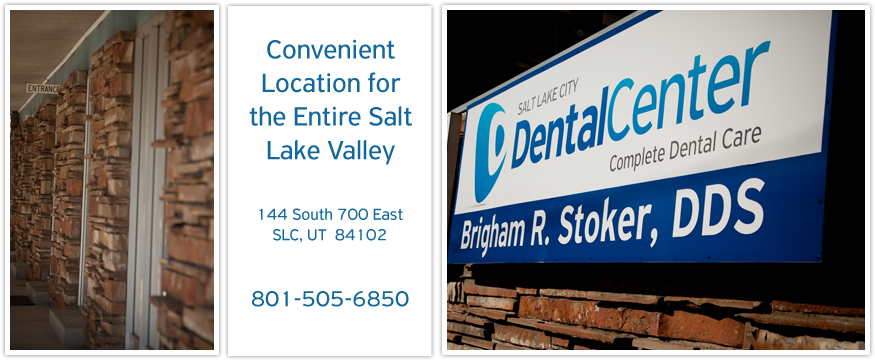 ENTRANCE
Convenient
Location for
the Entire Salt
Lake Valley
144 South 700 East
SLC, UT 84102
801-505-6850
SALT LAKE CITY
DentalCenter
Complete Dental Care
Brigham R. Stoker, DDS